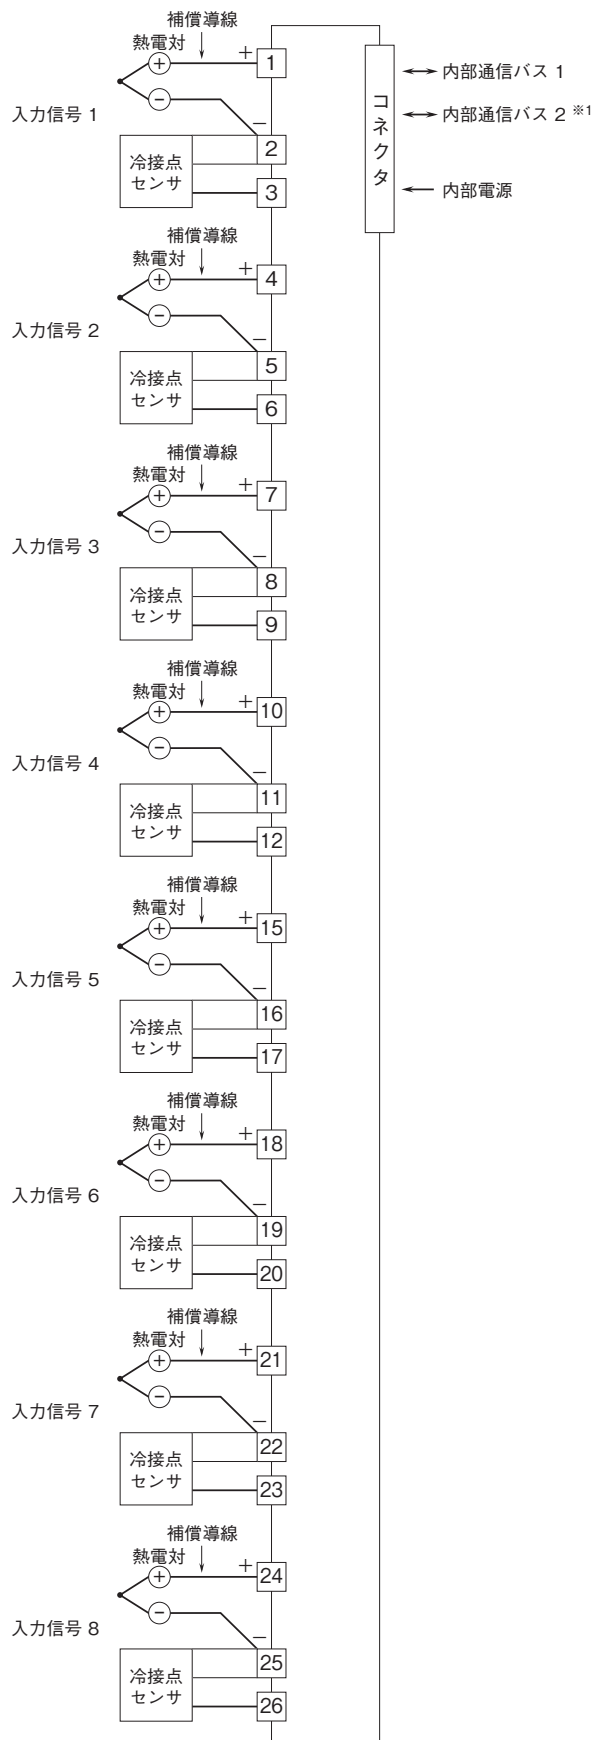 補償導線
熱電対
+
+
1
入力信号 1
−
−
2
冷接点
センサ
3
コネクタ
内部通信バス 1
内部通信バス 2 ※1
内部電源
補償導線
熱電対
+
+
4
入力信号 2
−
−
5
冷接点
センサ
6
補償導線
熱電対
+
+
7
入力信号 3
−
−
8
冷接点
センサ
9
補償導線
熱電対
+
+
10
入力信号 4
−
−
11
冷接点
センサ
12
補償導線
熱電対
+
+
15
入力信号 5
−
−
16
冷接点
センサ
17
補償導線
熱電対
+
+
18
入力信号 6
−
−
19
冷接点
センサ
20
補償導線
熱電対
+
+
21
入力信号 7
−
−
22
冷接点
センサ
23
補償導線
熱電対
+
+
24
入力信号 8
−
−
25
冷接点
センサ
26